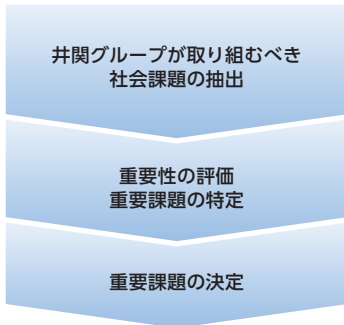 井関グループが取り組むべき
社会課題の抽出
重要性の評価
重要課題の特定
重要課題の決定